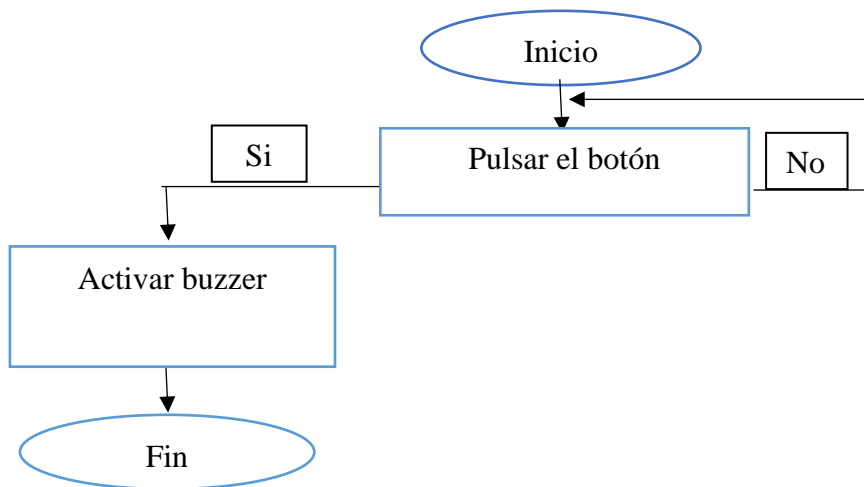 Inicio
Si
Pulsar el botón
No
Activar buzzer
Fin